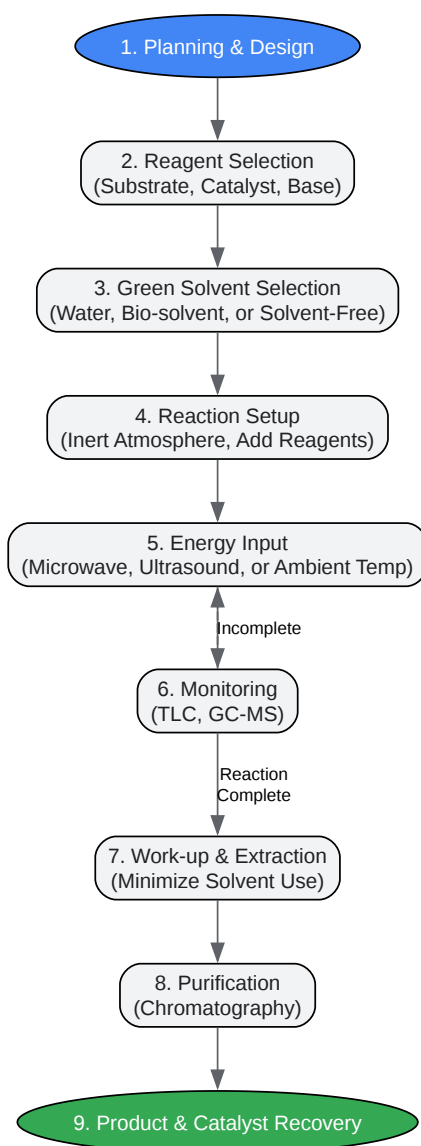 1. Planning & Design
2. Reagent Selection
(Substrate, Catalyst, Base)
3. Green Solvent Selection
(Water, Bio-solvent, or Solvent-Free)
4. Reaction Setup
(Inert Atmosphere, Add Reagents)
5. Energy Input
(Microwave, Ultrasound, or Ambient Temp)
Incomplete
6. Monitoring
(TLC, GC-MS)
Reaction
Complete
7. Work-up & Extraction
(Minimize Solvent Use)
8. Purification
(Chromatography)
9. Product & Catalyst Recovery